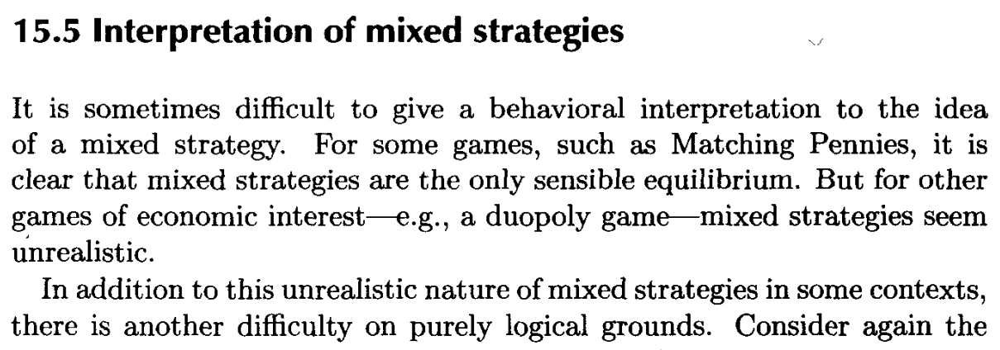 15.5 Interpretation of mixed strategies
It is sometimes difficult to give a behavioral interpretation to the idea
of a mixed strategy. For some games, such as Matching Pennies, it is
clear that mixed strategies are the only sensible equilibrium. But for other
games of economic interest—e.g., a duopoly game—mixed strategies seem
unrealistic.
In addition to this unrealistic nature of mixed strategies in some contexts,
there is another difficulty on purely logical grounds. Consider again the